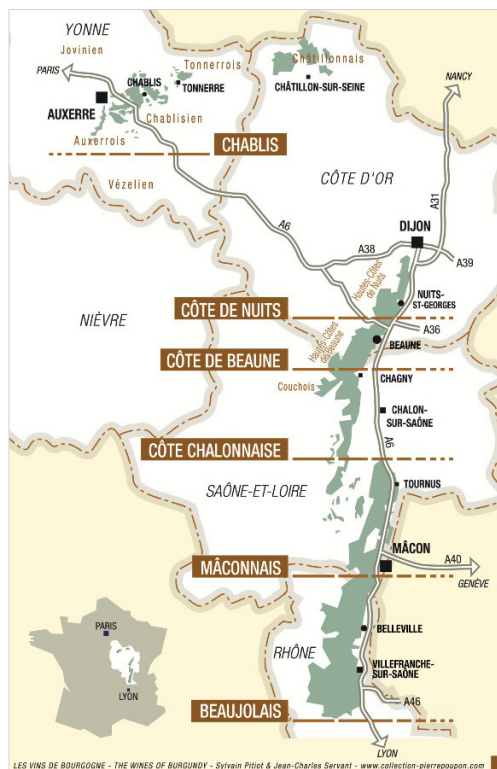 YONNE
Jovinien
PARIS
Tonnerrois
CHABLIS
TONNERRE
AUXERRE
Chablisien
Auxerrois
Vézelien
CHABLIS
Châtillonnais
CHÂTILLON-SUR-SEINE
NANCY
CÔTE D'OR
A31
A6
DIJON
A38
A39
Hautes-Côtes
de Nuits
NUITS-
ST-GEORGES
CÔTE DE NUITS
A36
NIÈVRE
BEAUNE
Hautes-Côtes
de Beaune
CÔTE DE BEAUNE
CHAGNY
Couchois
CHALON-
SUR-SAÔNE
A6
CÔTE CHALONNAISE
TOURNUS
SAÔNE-ET-LOIRE
MÂCON
A40
MÂCONNAIS
GENÈVE
PARIS
LYON
BELLEVILLE
RHÔNE
VILLEFRANCHE-
SUR-SAÔNE
A46
BEAUJOLAIS
LYON
LES VINS DE BOURGOGNE - THE WINES OF BURGUNDY - Sylvain Pitiot & Jean-Charles Servant - www.collection-pierrepoupon.com